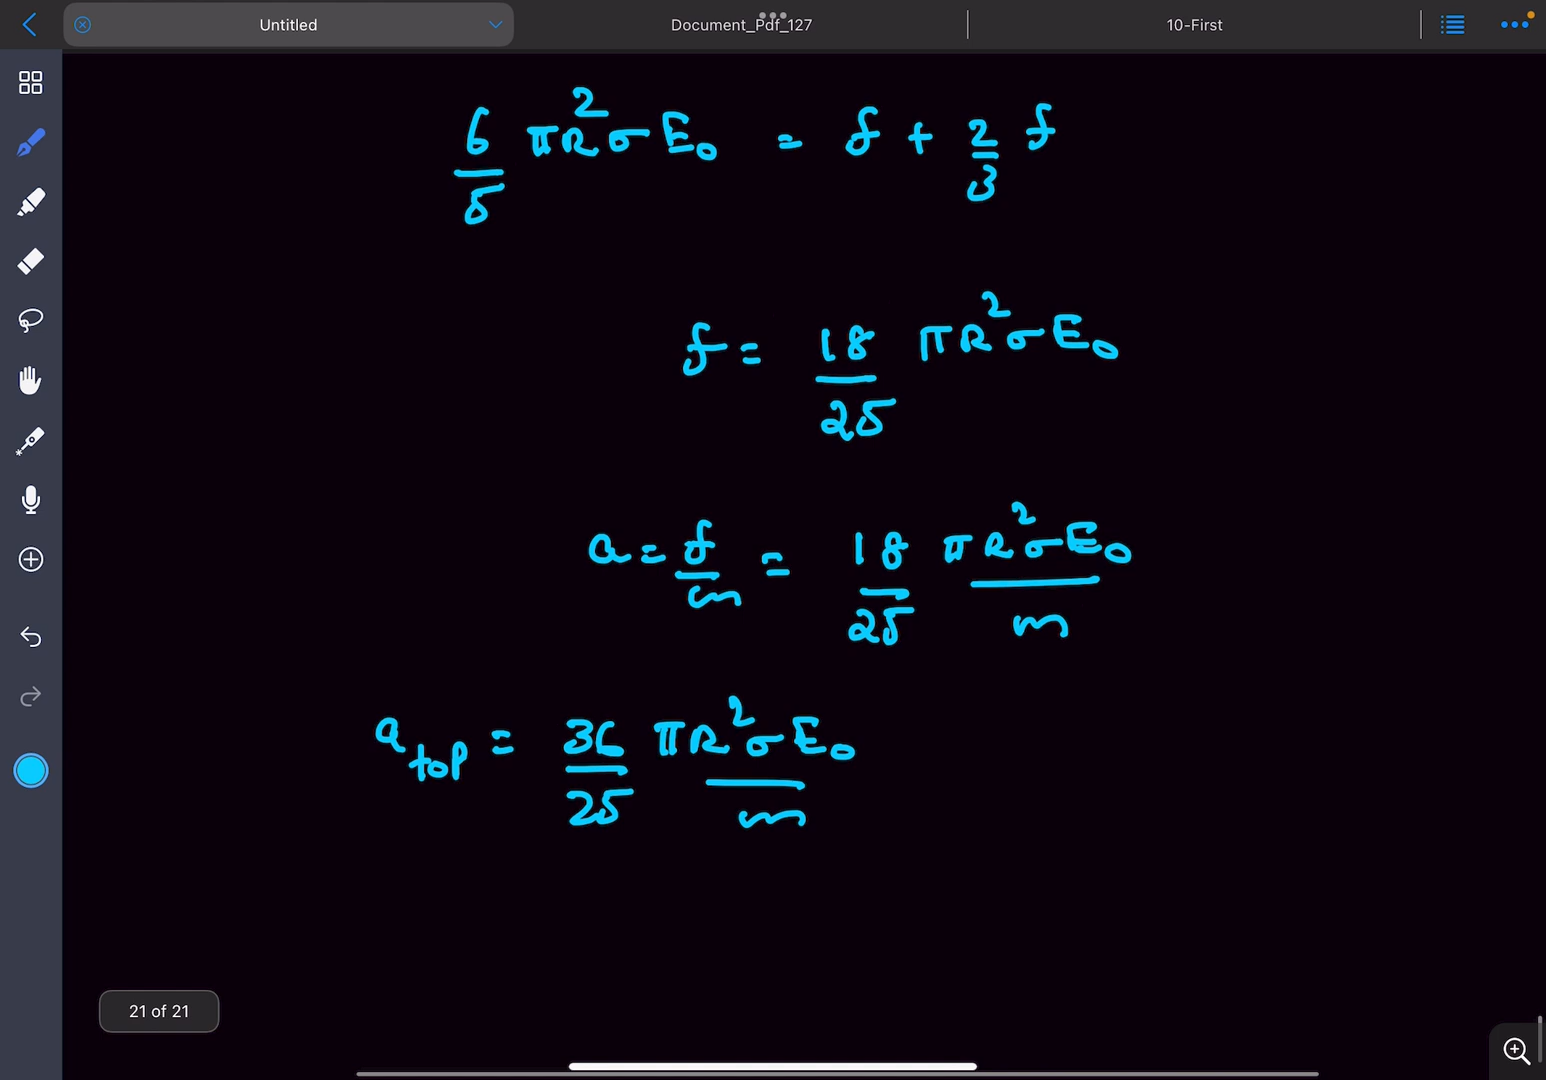 Untitled
Document_Pdf_127
10-First
6/5 πR²σE₀ = f + 2/3 f
f = 18/25 πR²σE₀
a = f/m = 18/25 πR²σE₀/m
a_top = 36/25 πR²σE₀/m
21 of 21